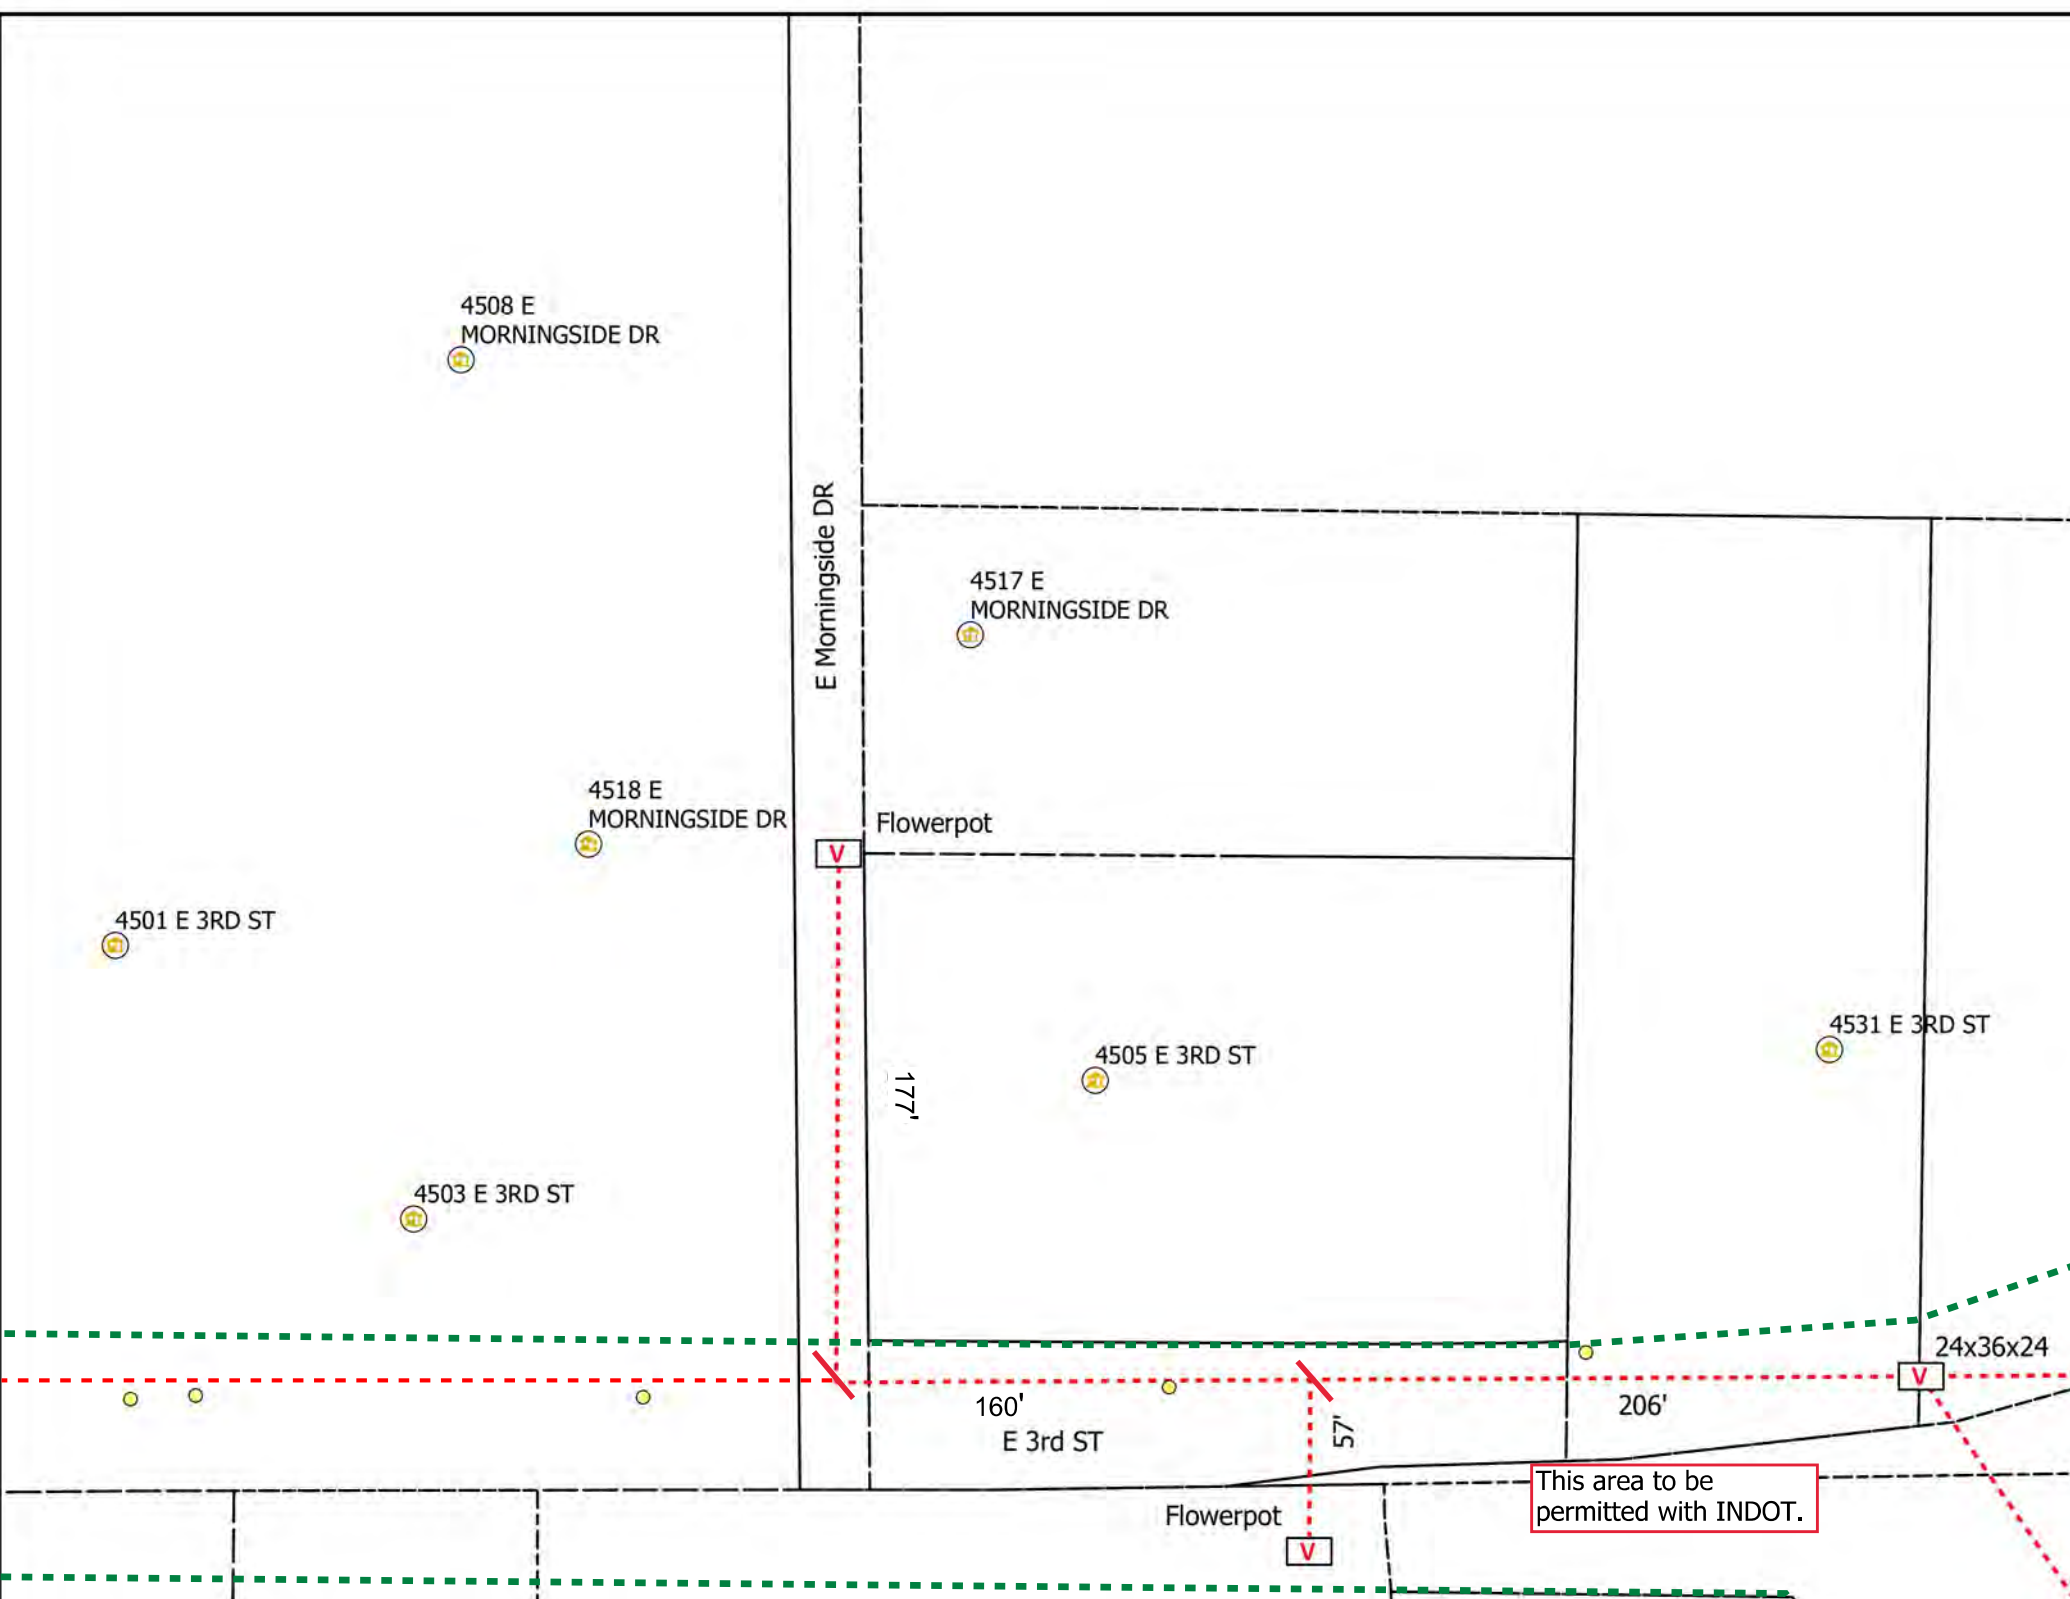 4508 E
MORNINGSIDE DR
E Morningside DR
4517 E
MORNINGSIDE DR
4518 E
MORNINGSIDE DR
Flowerpot
V
4501 E 3RD ST
4531 E 3RD ST
4505 E 3RD ST
177'
4503 E 3RD ST
24x36x24
V
160'
206'
57'
E 3rd ST
This area to be
permitted with INDOT.
Flowerpot
V